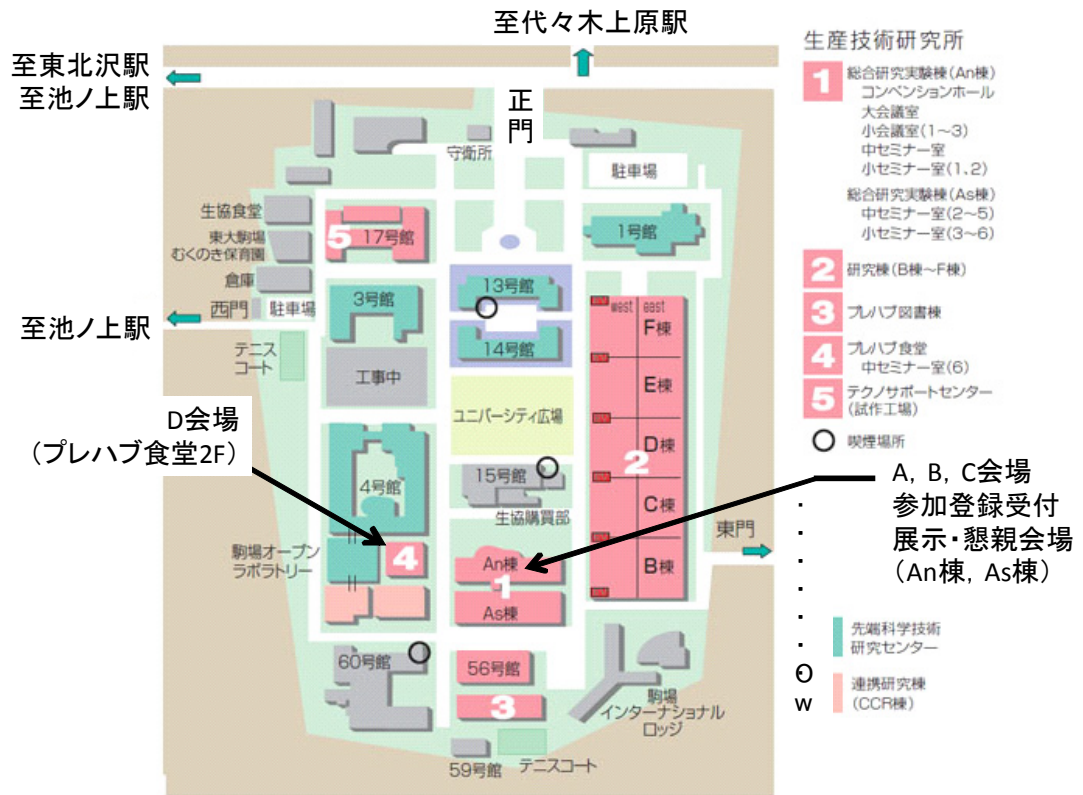 至代々木上原駅
至東北沢駅
至池ノ上駅
正門
守衛所
駐車場
生協食堂
東大駒場
むくのき保育園
倉庫
西門
駐車場
至池ノ上駅
テニス
コート
5
17号館
1号館
13号館
3号館
14号館
工事中
ユニバーシティ広場
west
east
F棟
E棟
D棟
2
C棟
B棟
D会場
(プレハブ食堂2F)
4号館
15号館
生協購買部
駒場オープン
ラボラトリー
4
An棟
1
As棟
東門
60号館
56号館
3
59号館
テニスコート
駒場
インターナショナル
ロッジ
生産技術研究所
1
総合研究実験棟(An棟)
コンベンションホール
大会議室
小会議室(1〜3)
中セミナー室
小セミナー室(1、2)
総合研究実験棟(As棟)
中セミナー室(2〜5)
小セミナー室(3〜6)
2
研究棟(B棟〜F棟)
3
プレハブ図書棟
4
プレハブ食堂
中セミナー室(6)
5
テクノサポートセンター
(試作工場)
喫煙場所
A, B, C会場
参加登録受付
展示・懇親会場
(An棟, As棟)
先端科学技術
研究センター
連携研究棟
(CCR棟)
w